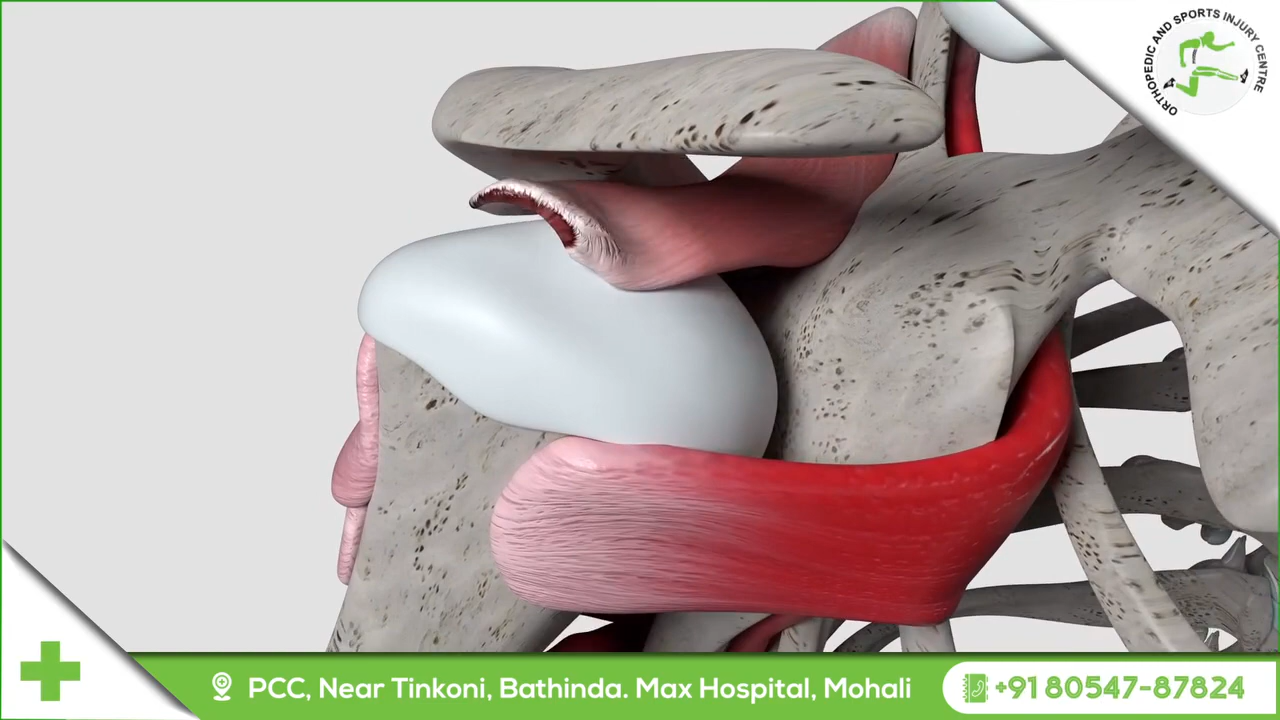 ORTHOPEDIC AND SPORTS INJURY CENTRE
PCC, Near Tinkoni, Bathinda. Max Hospital, Mohali
+91 80547-87824